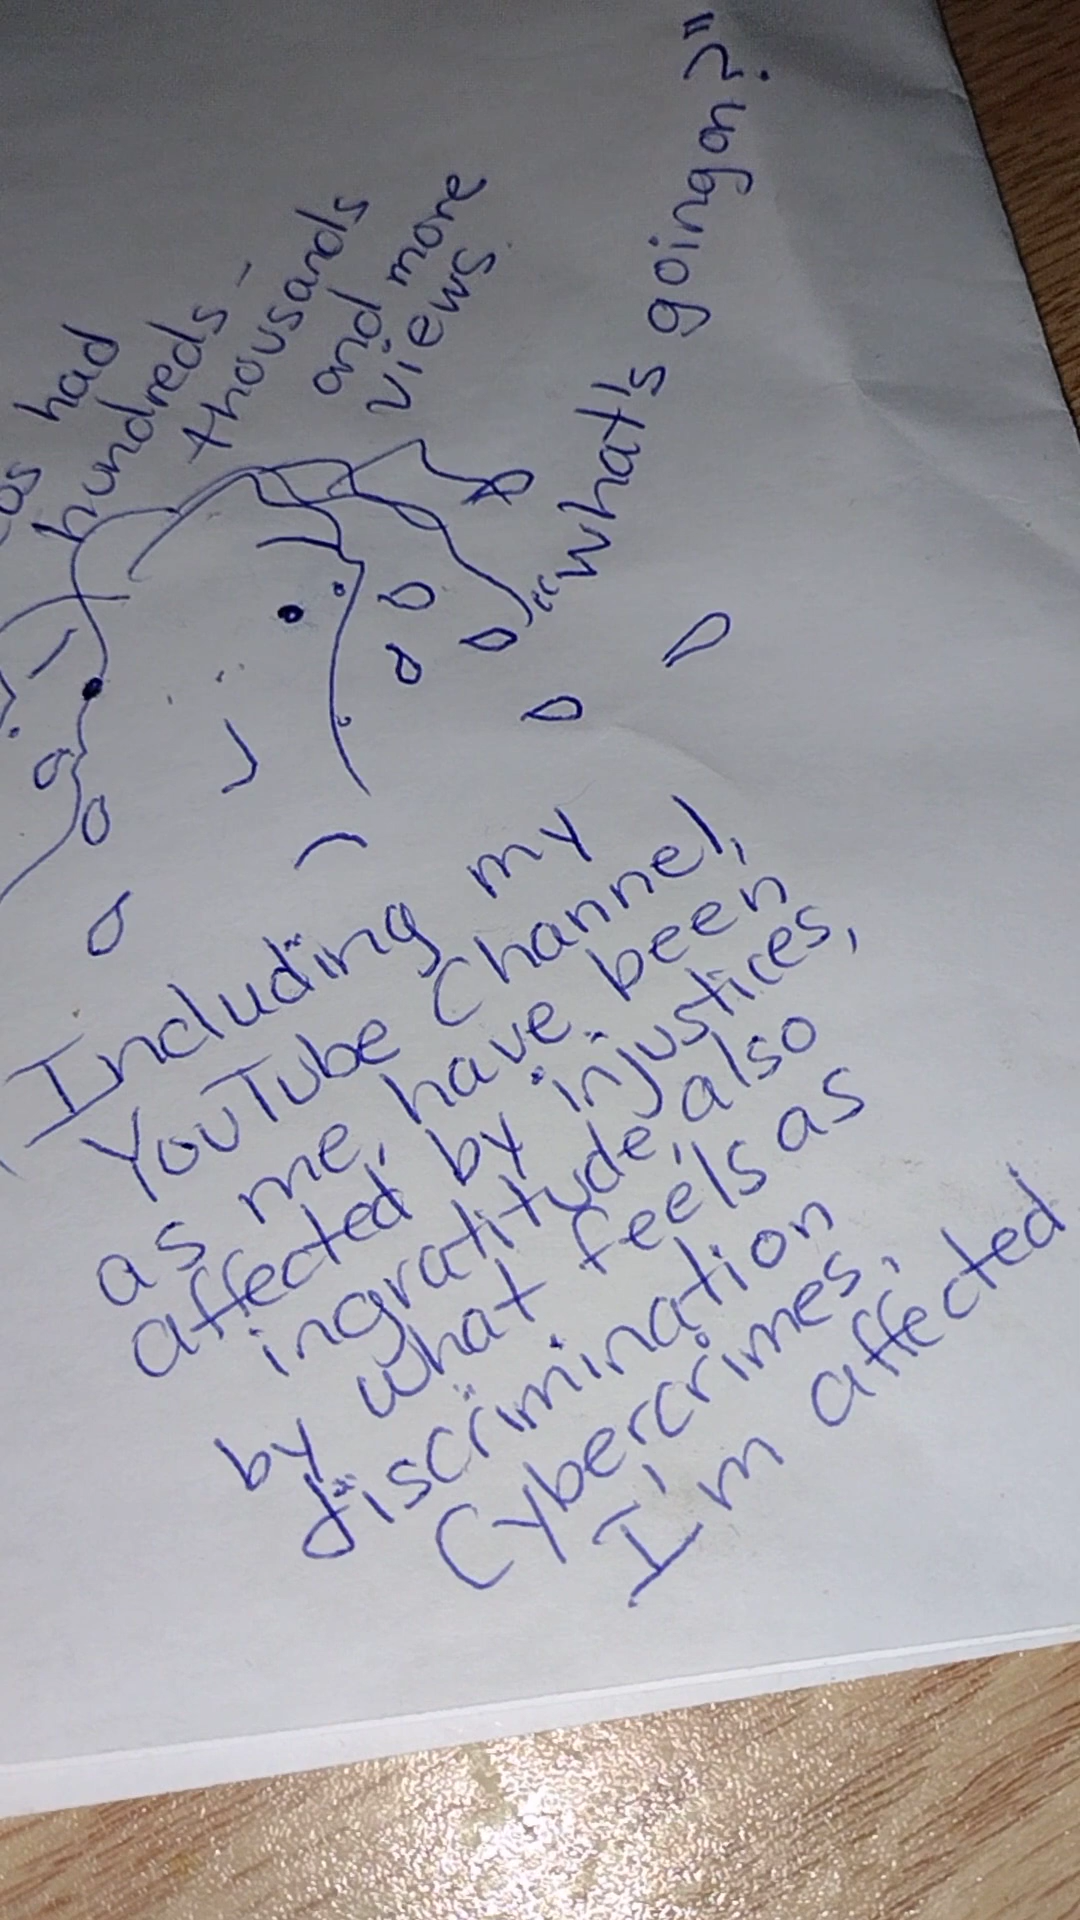 had
hundreds -
thousands
and more
views.
"What's going on?"
Including my
YouTube Channel,
as me, have been
affected by injustices,
ingratitude, also
by what feels as
discrimination
Cybercrimes,
I'm affected